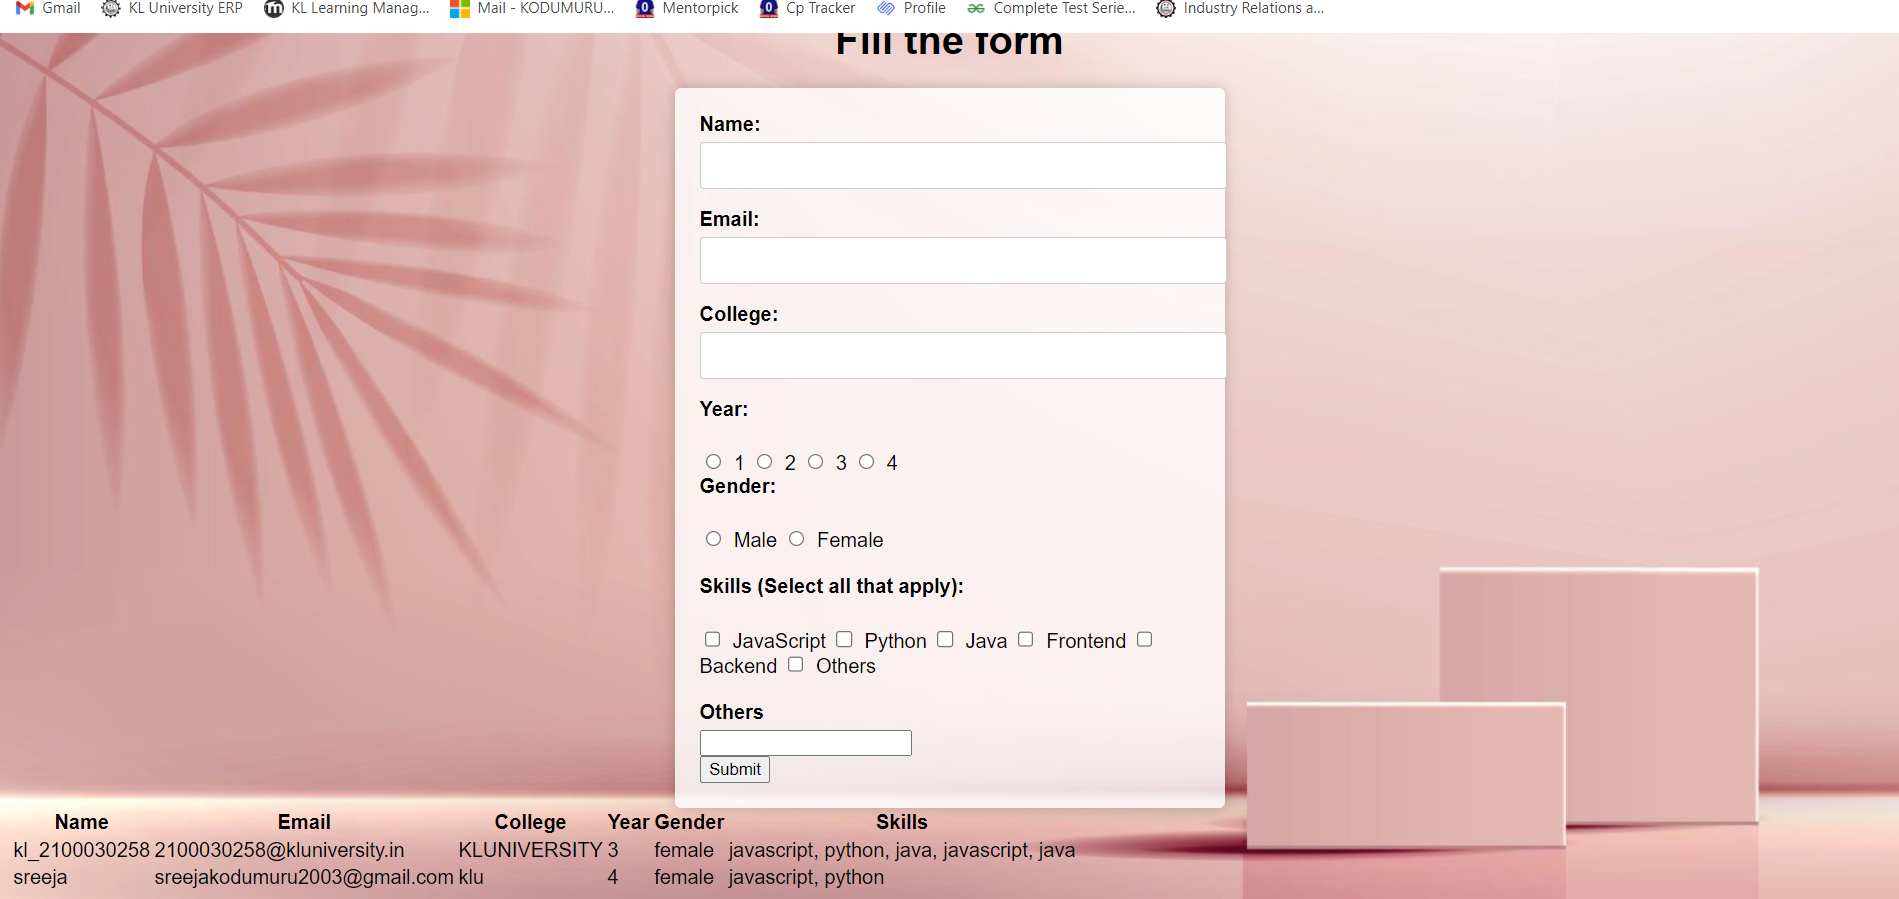 Gmail KL University ERP KL Learning Manag... Mail - KODUMURU... Mentorpick Cp Tracker Profile Complete Test Serie... Industry Relations a...
Fill the form
Name:
Email:
College:
Year:
1 2 3 4
Gender:
Male Female
Skills (Select all that apply):
JavaScript Python Java Frontend
Backend Others
Others
Submit
Name Email College Year Gender Skills
kl_2100030258 2100030258@kluniversity.in KLUNIVERSITY 3 female javascript, python, java, javascript, java
sreeja sreejakodumuru2003@gmail.com klu 4 female javascript, python